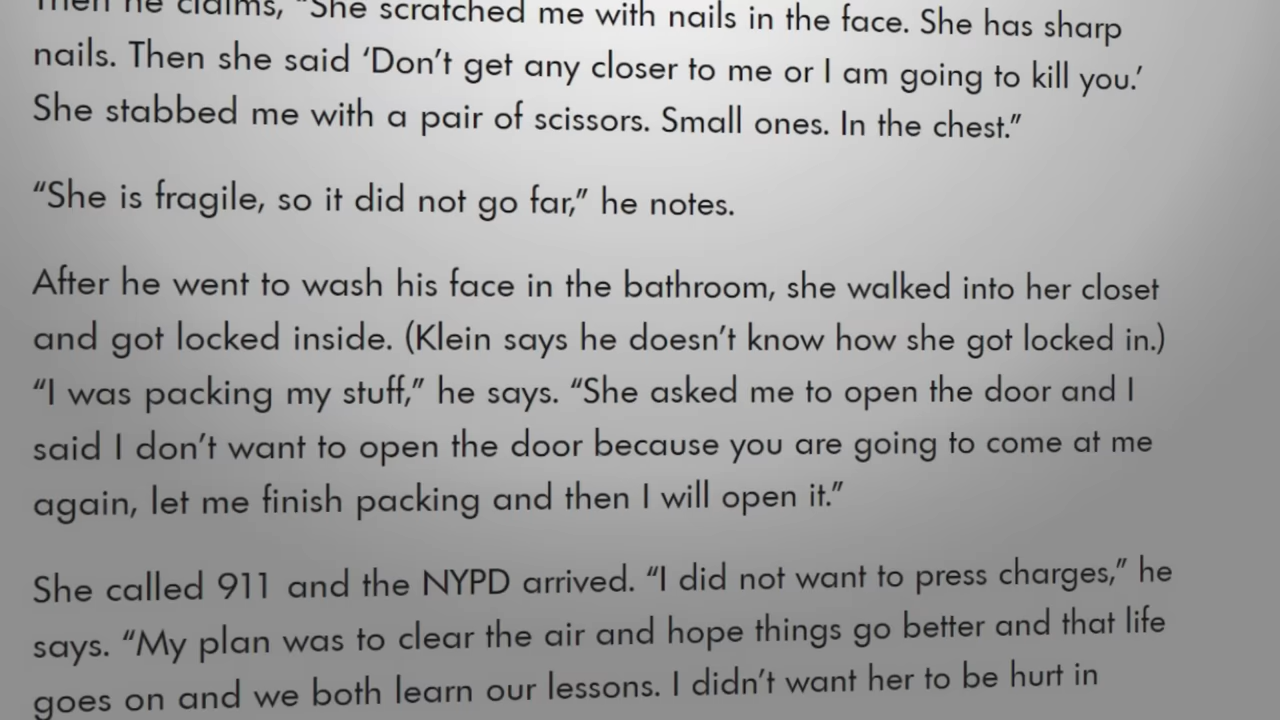 Then he claims, “She scratched me with nails in the face. She has sharp
nails. Then she said ‘Don’t get any closer to me or I am going to kill you.’
She stabbed me with a pair of scissors. Small ones. In the chest.”
“She is fragile, so it did not go far,” he notes.
After he went to wash his face in the bathroom, she walked into her closet
and got locked inside. (Klein says he doesn’t know how she got locked in.)
“I was packing my stuff,” he says. “She asked me to open the door and I
said I don’t want to open the door because you are going to come at me
again, let me finish packing and then I will open it.”
She called 911 and the NYPD arrived. “I did not want to press charges,” he
says. “My plan was to clear the air and hope things go better and that life
goes on and we both learn our lessons. I didn’t want her to be hurt in